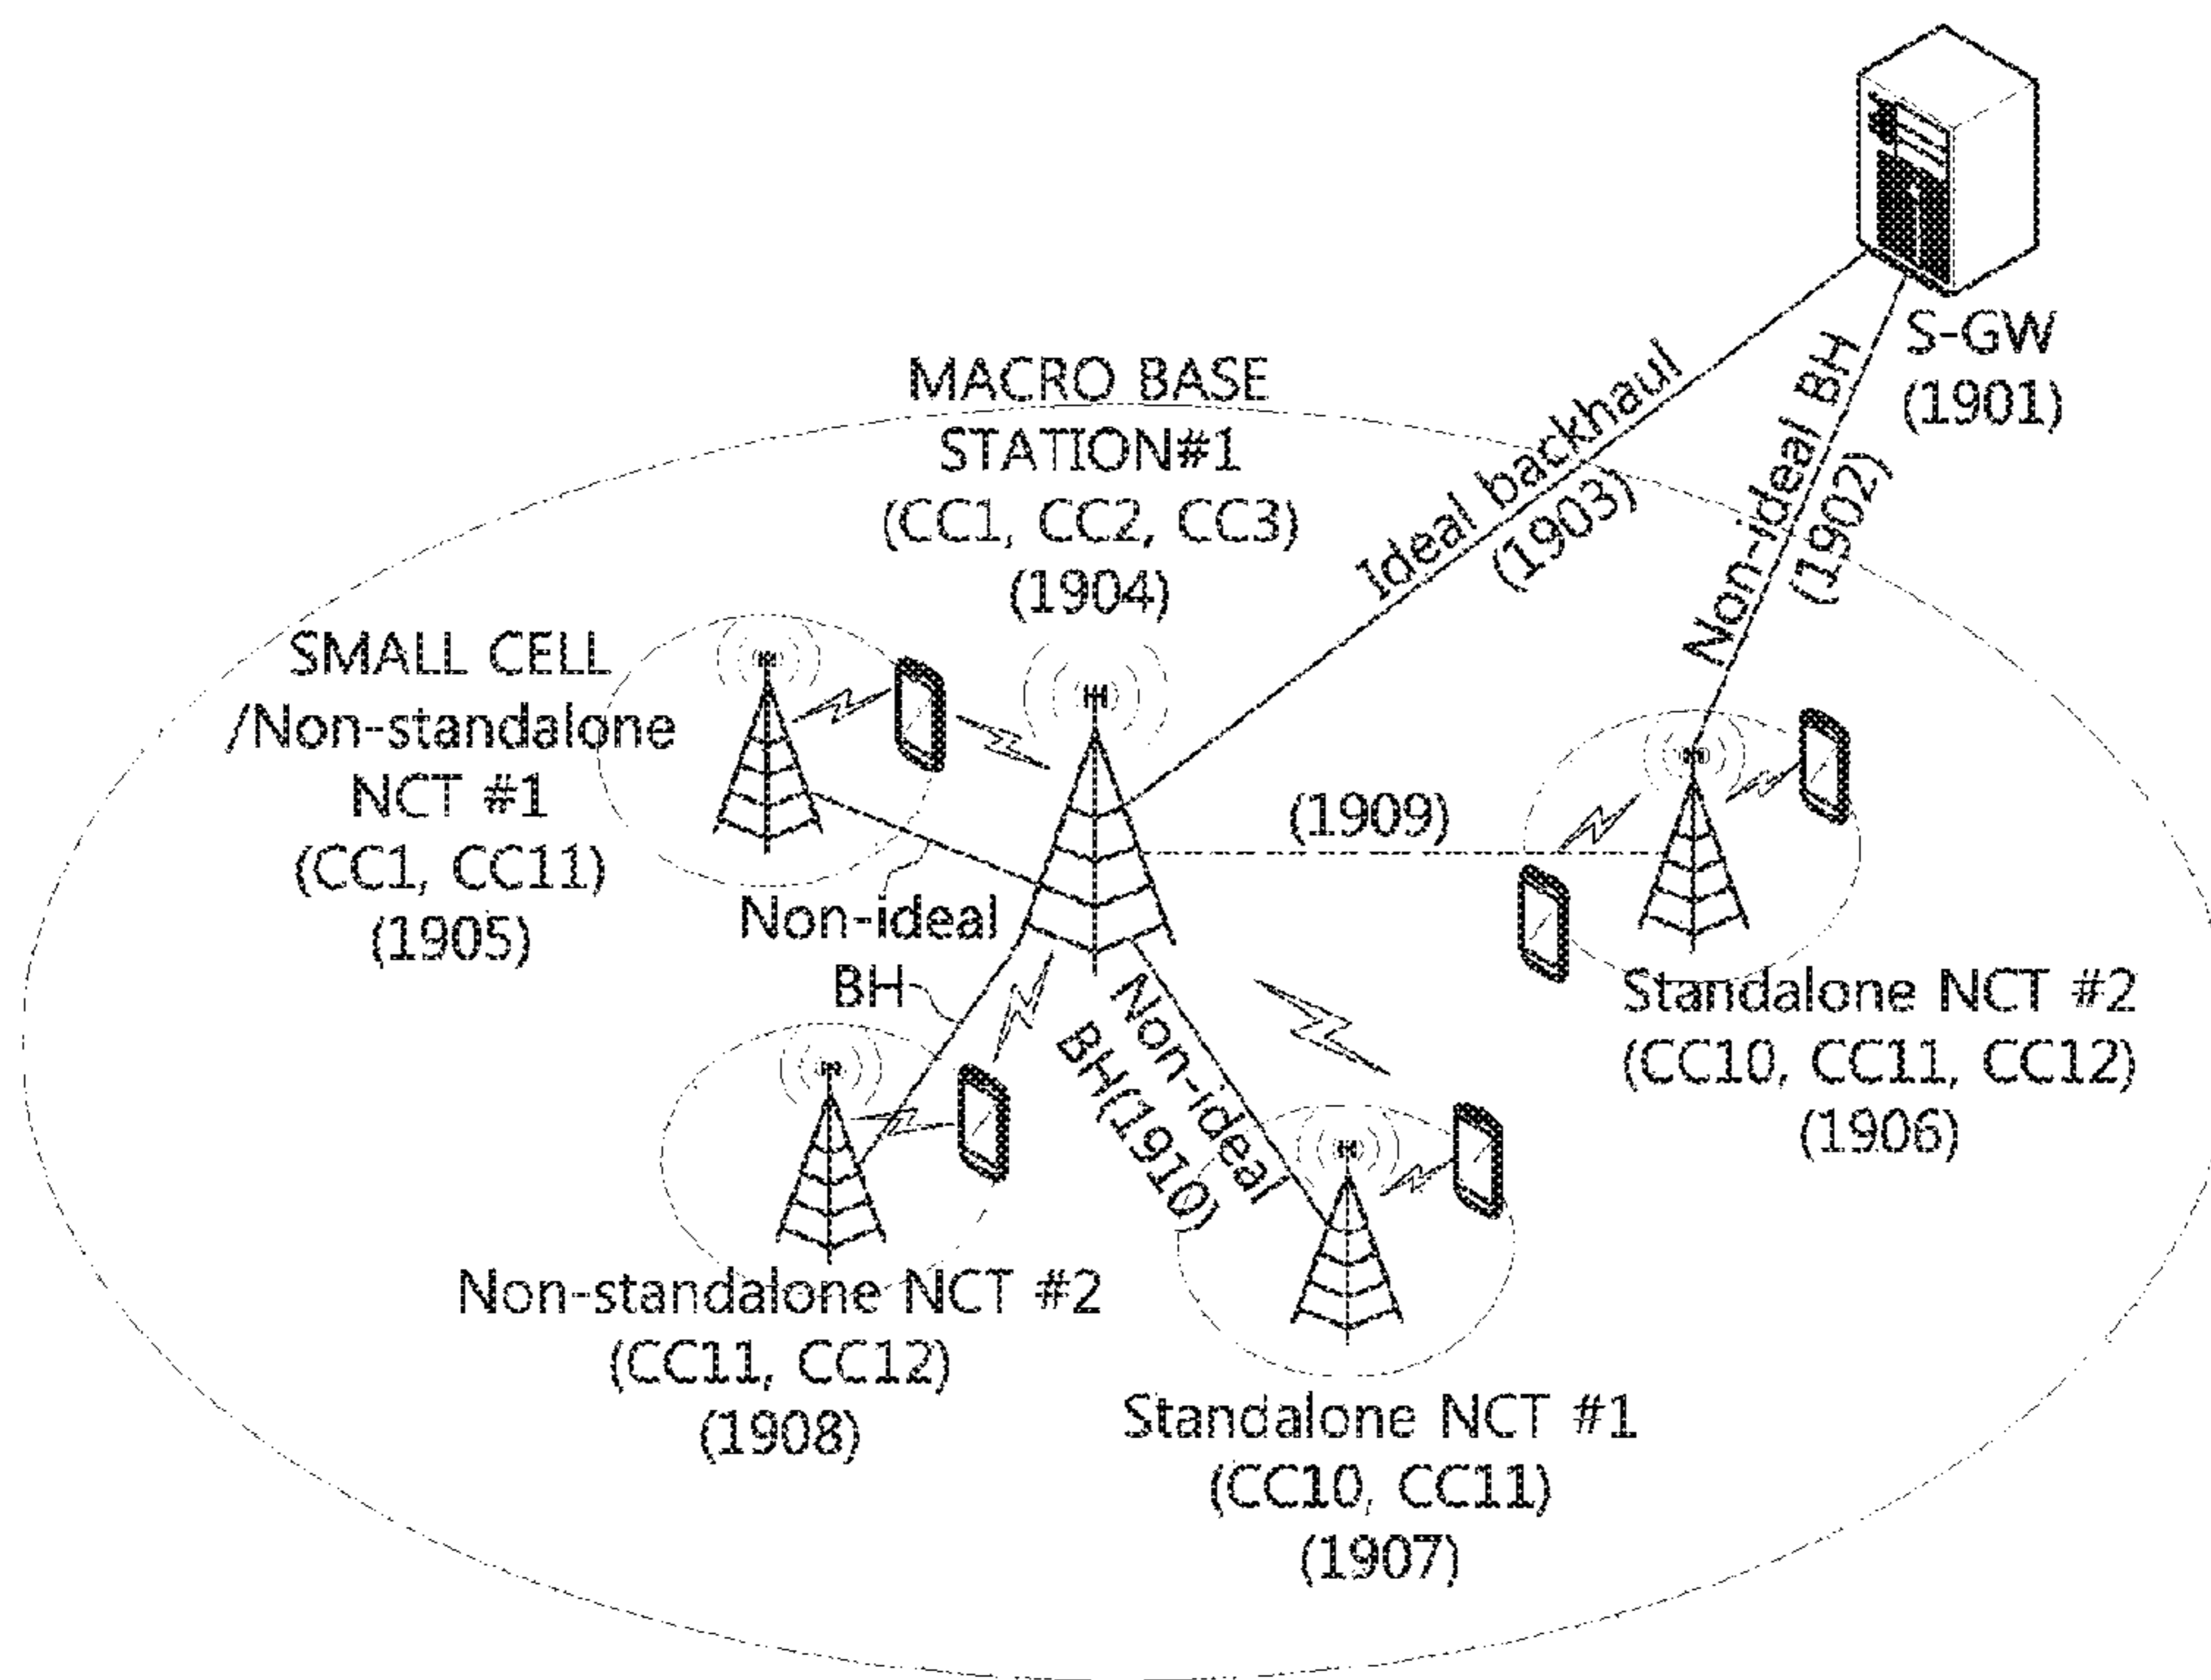 S-GW
(1901)
MACRO BASE
STATION#1
(CC1, CC2, CC3)
(1904)
Ideal backhaul
(1903)
Non-ideal BH
(1902)
SMALL CELL
/Non-standalone
NCT #1
(CC1, CC11)
(1905)
(1909)
Non-ideal
BH
Non-ideal
BH(1910)
Standalone NCT #2
(CC10, CC11, CC12)
(1906)
Non-standalone NCT #2
(CC11, CC12)
(1908)
Standalone NCT #1
(CC10, CC11)
(1907)